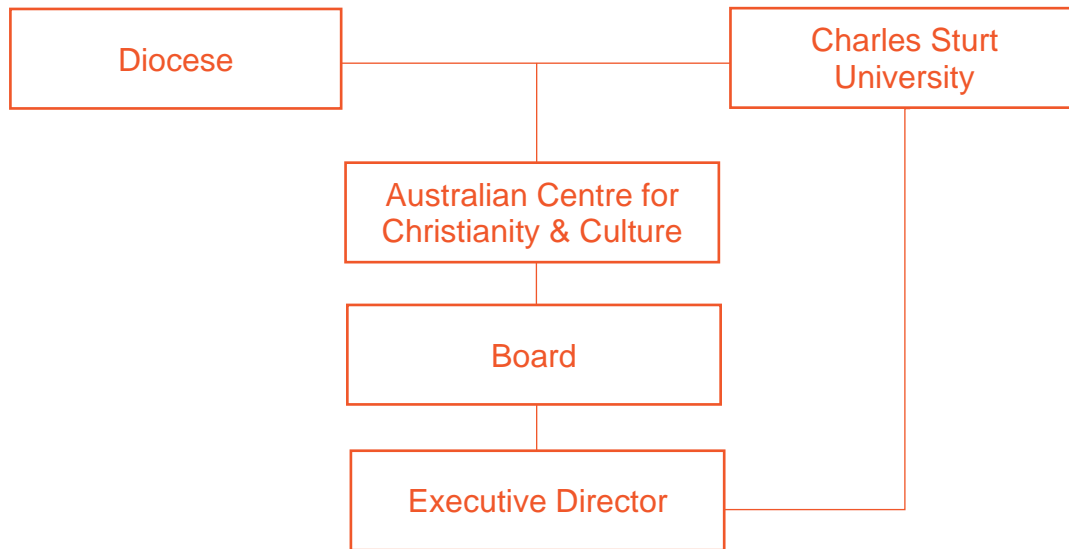 Diocese
Charles Sturt
University
Australian Centre for
Christianity & Culture
Board
Executive Director